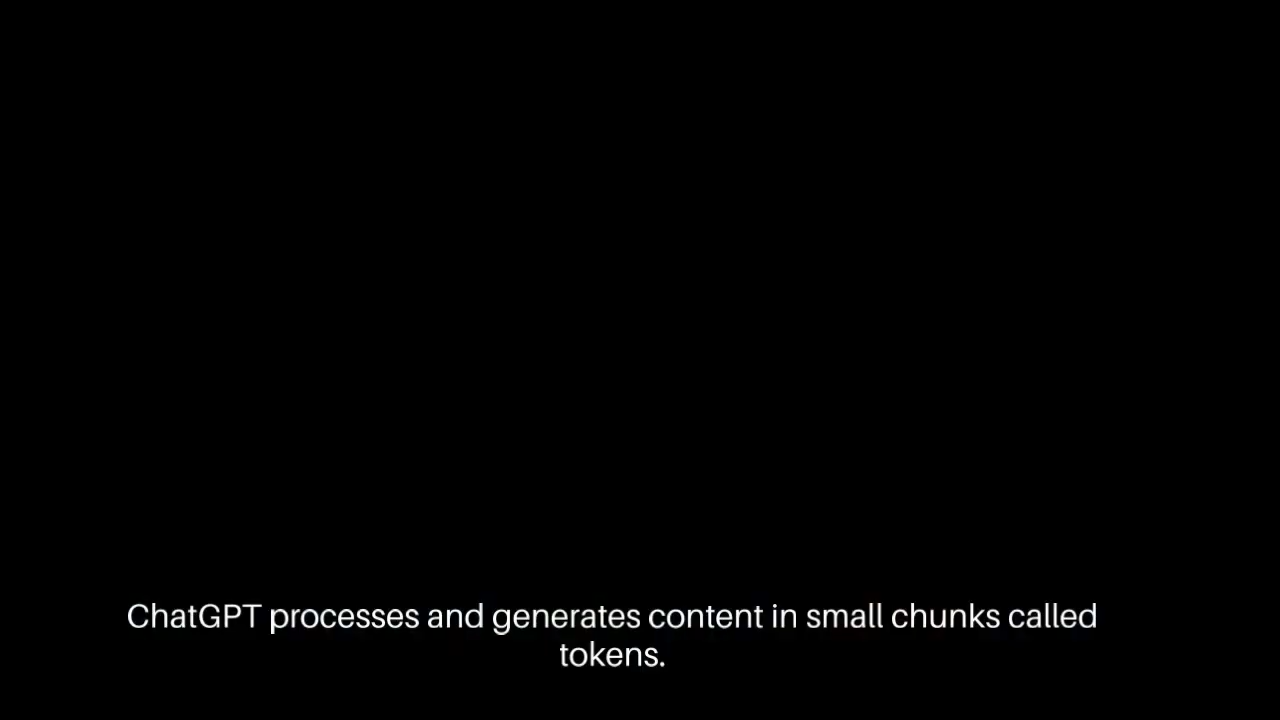 ChatGPT processes and generates content in small chunks called
tokens.